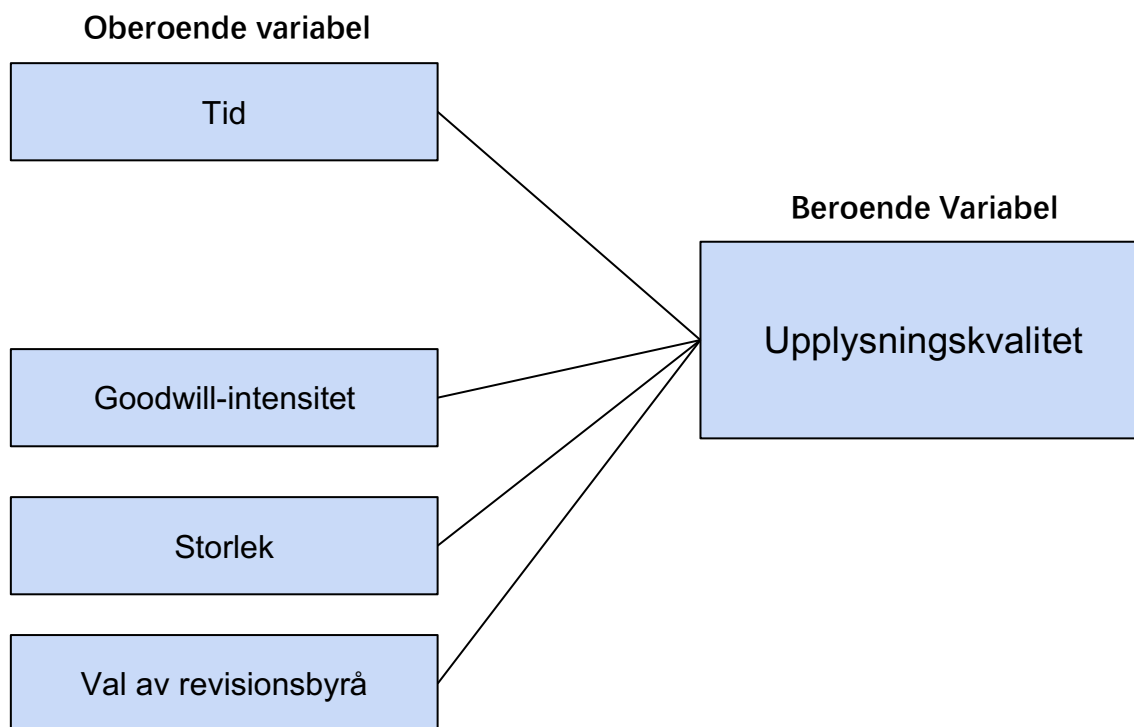 Oberoende variabel
Tid
Beroende Variabel
Upplysningskvalitet
Goodwill-intensitet
Storlek
Val av revisionsbyrå